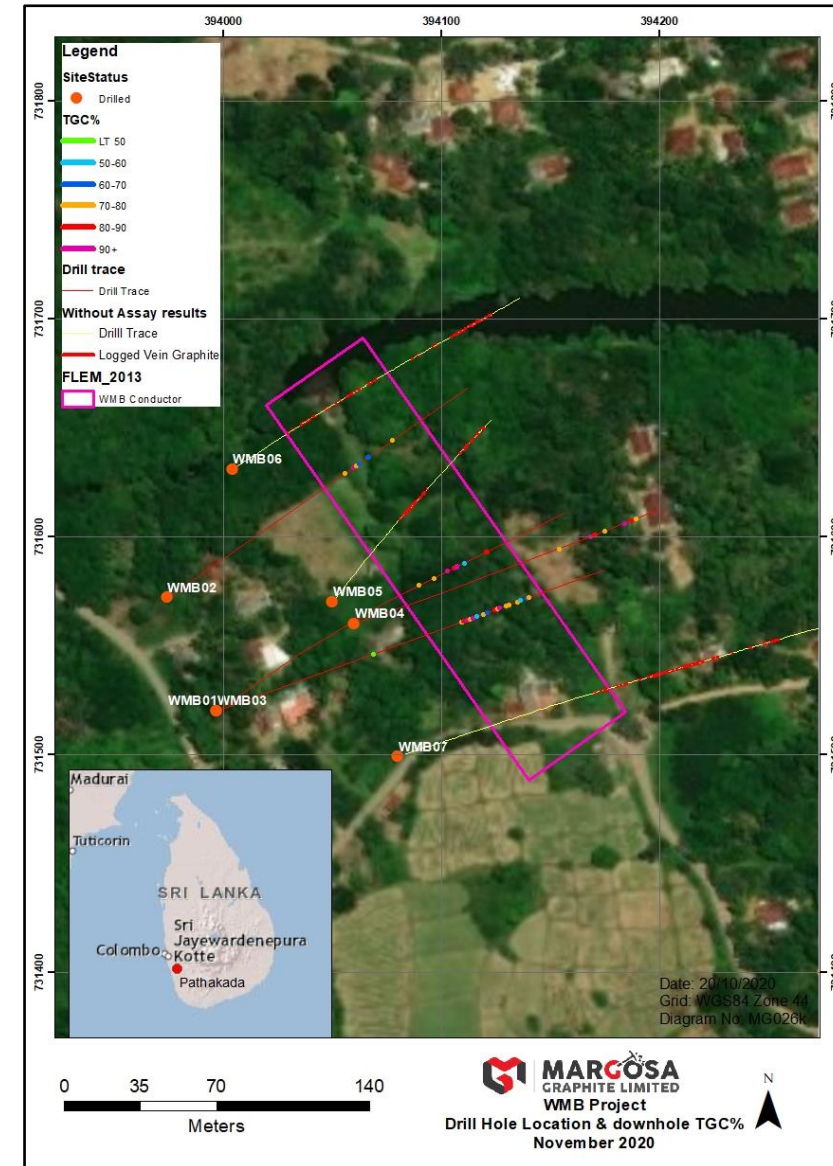 394000
394100
394200
Legend
SiteStatus
Drilled
TGC%
LT 50
50-60
60-70
70-80
80-90
90+
Drill trace
Drill Trace
Without Assay results
Drilll Trace
Logged Vein Graphite
FLEM_2013
WMB Conductor
731800
731700
731700
731600
731500
731400
WMB06
WMB02
WMB05
WMB04
WMB01WMB03
WMB07
Madurai
Tuticorin
SRI LANKA
Sri
Jayewardenepura
Colombo Kotte
Pathakada
Date: 20/10/2020
Grid: WGS84 Zone 44
Diagram No: MG026k
0 35 70 140
Meters
MARGOSA
GRAPHITE LIMITED
WMB Project
Drill Hole Location & downhole TGC%
November 2020
N